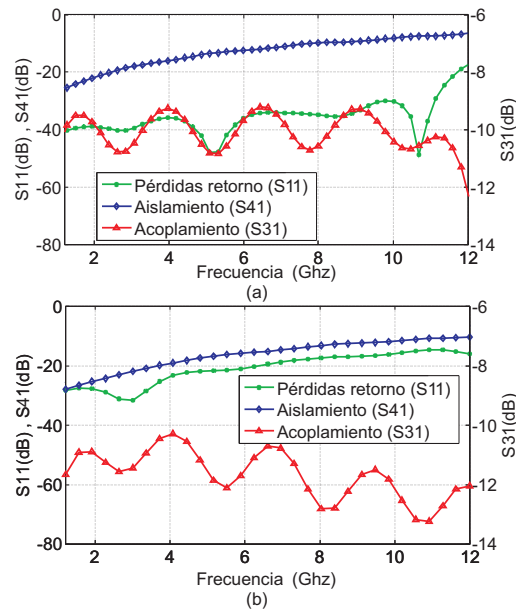 (a)
0
-20
-40
-60
-80
S11(dB), S41(dB)
-6
-8
-10
-12
-14
S31(dB)
Pérdidas retorno (S11)
Aislamiento (S41)
Acoplamiento (S31)
2
4
6
8
10
12
Frecuencia (Ghz)
(a)
0
-20
-40
-60
-80
S11(dB), S41(dB)
-6
-8
-9
-12
-14
S31(dB)
Pérdidas retorno (S11)
Aislamiento (S41)
Acoplamiento (S31)
2
4
6
8
10
12
Frecuencia (Ghz)
(b)